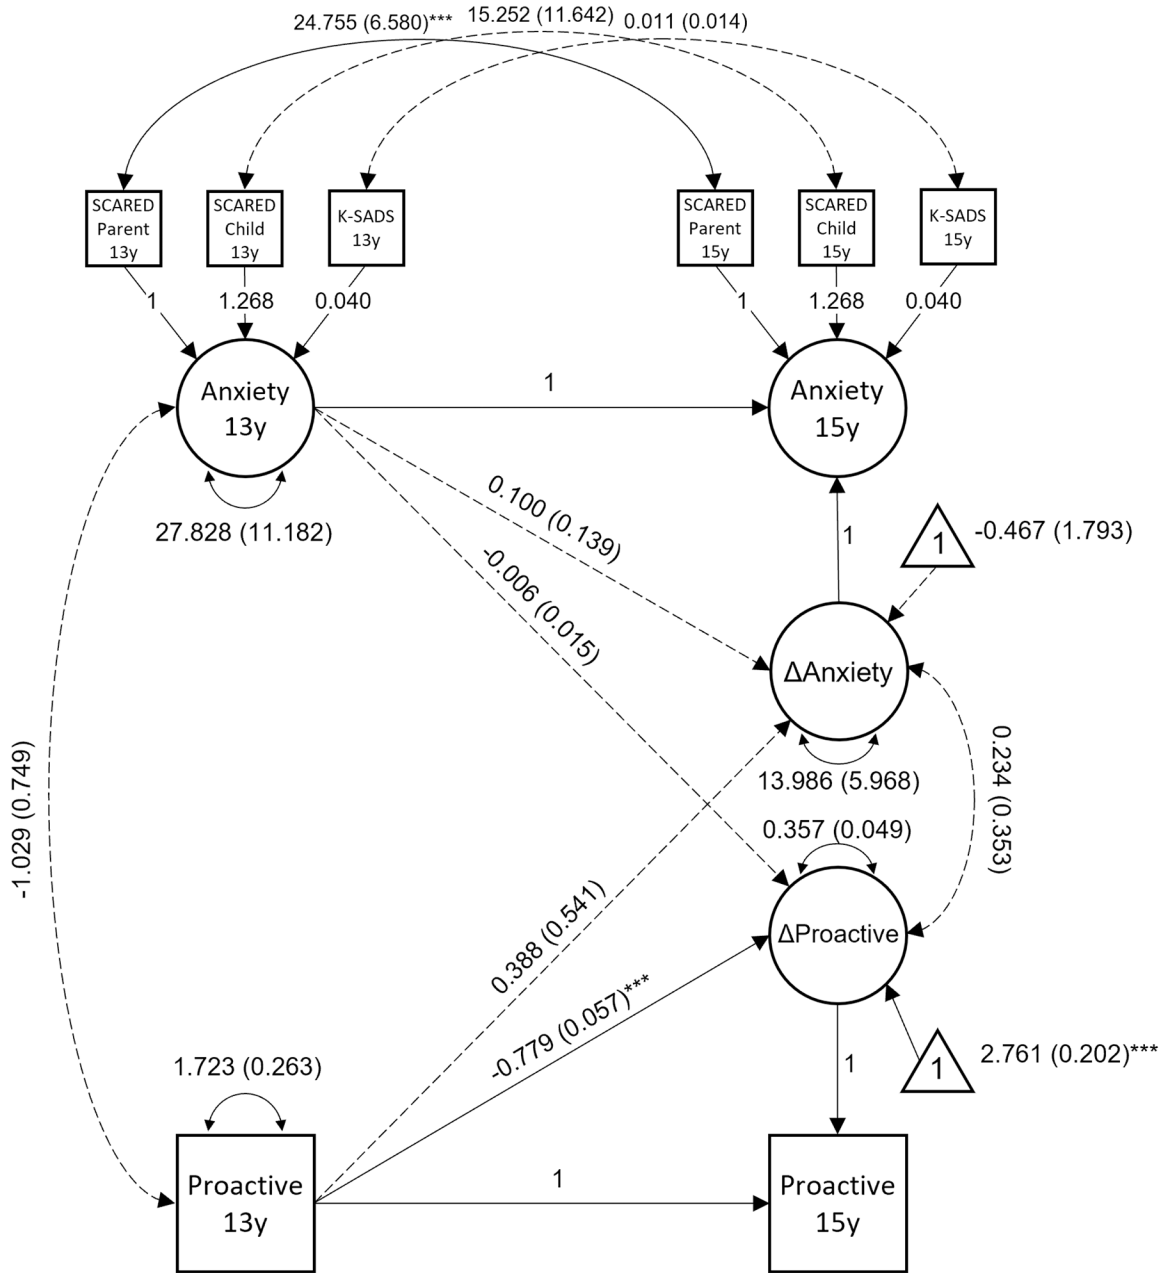 24.755 (6.580)***
15.252 (11.642)
0.011 (0.014)
SCARED
Parent
13y
SCARED
Child
13y
K-SADS
13y
SCARED
Parent
15y
SCARED
Child
15y
K-SADS
15y
1
1.268
0.040
1
1.268
0.040
Anxiety
13y
1
Anxiety
15y
27.828 (11.182)
0.100 (0.139)
-0.006 (0.015)
1
1
-0.467 (1.793)
ΔAnxiety
13.986 (5.968)
0.234 (0.353)
-1.029 (0.749)
0.357 (0.049)
ΔProactive
0.388 (0.541)
-0.779 (0.057)***
1
1
2.761 (0.202)***
1.723 (0.263)
Proactive
13y
1
Proactive
15y